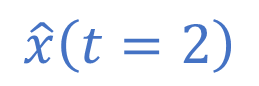 x̂(t = 2)